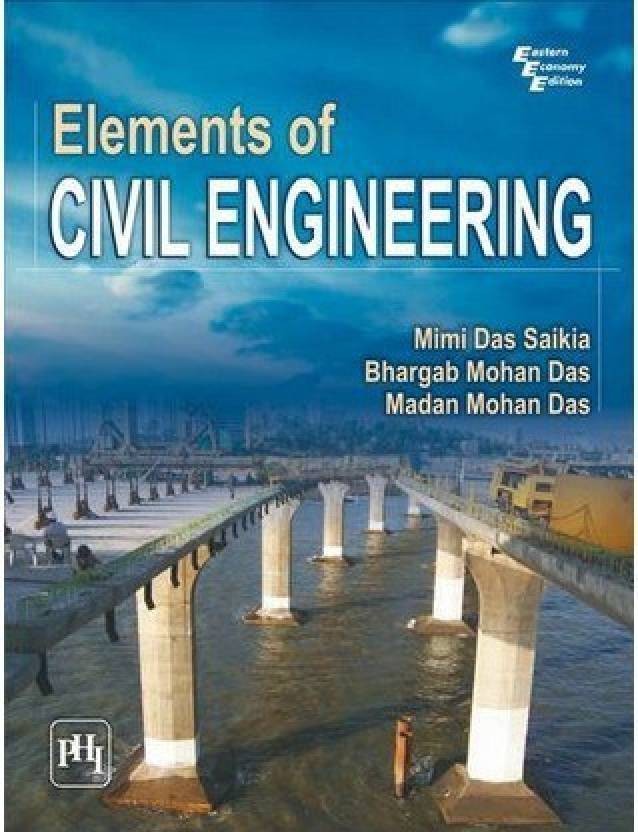 Eastern
Economy
Edition
Elements of
CIVIL ENGINEERING
Mimi Das Saikia
Bhargab Mohan Das
Madan Mohan Das
PHI